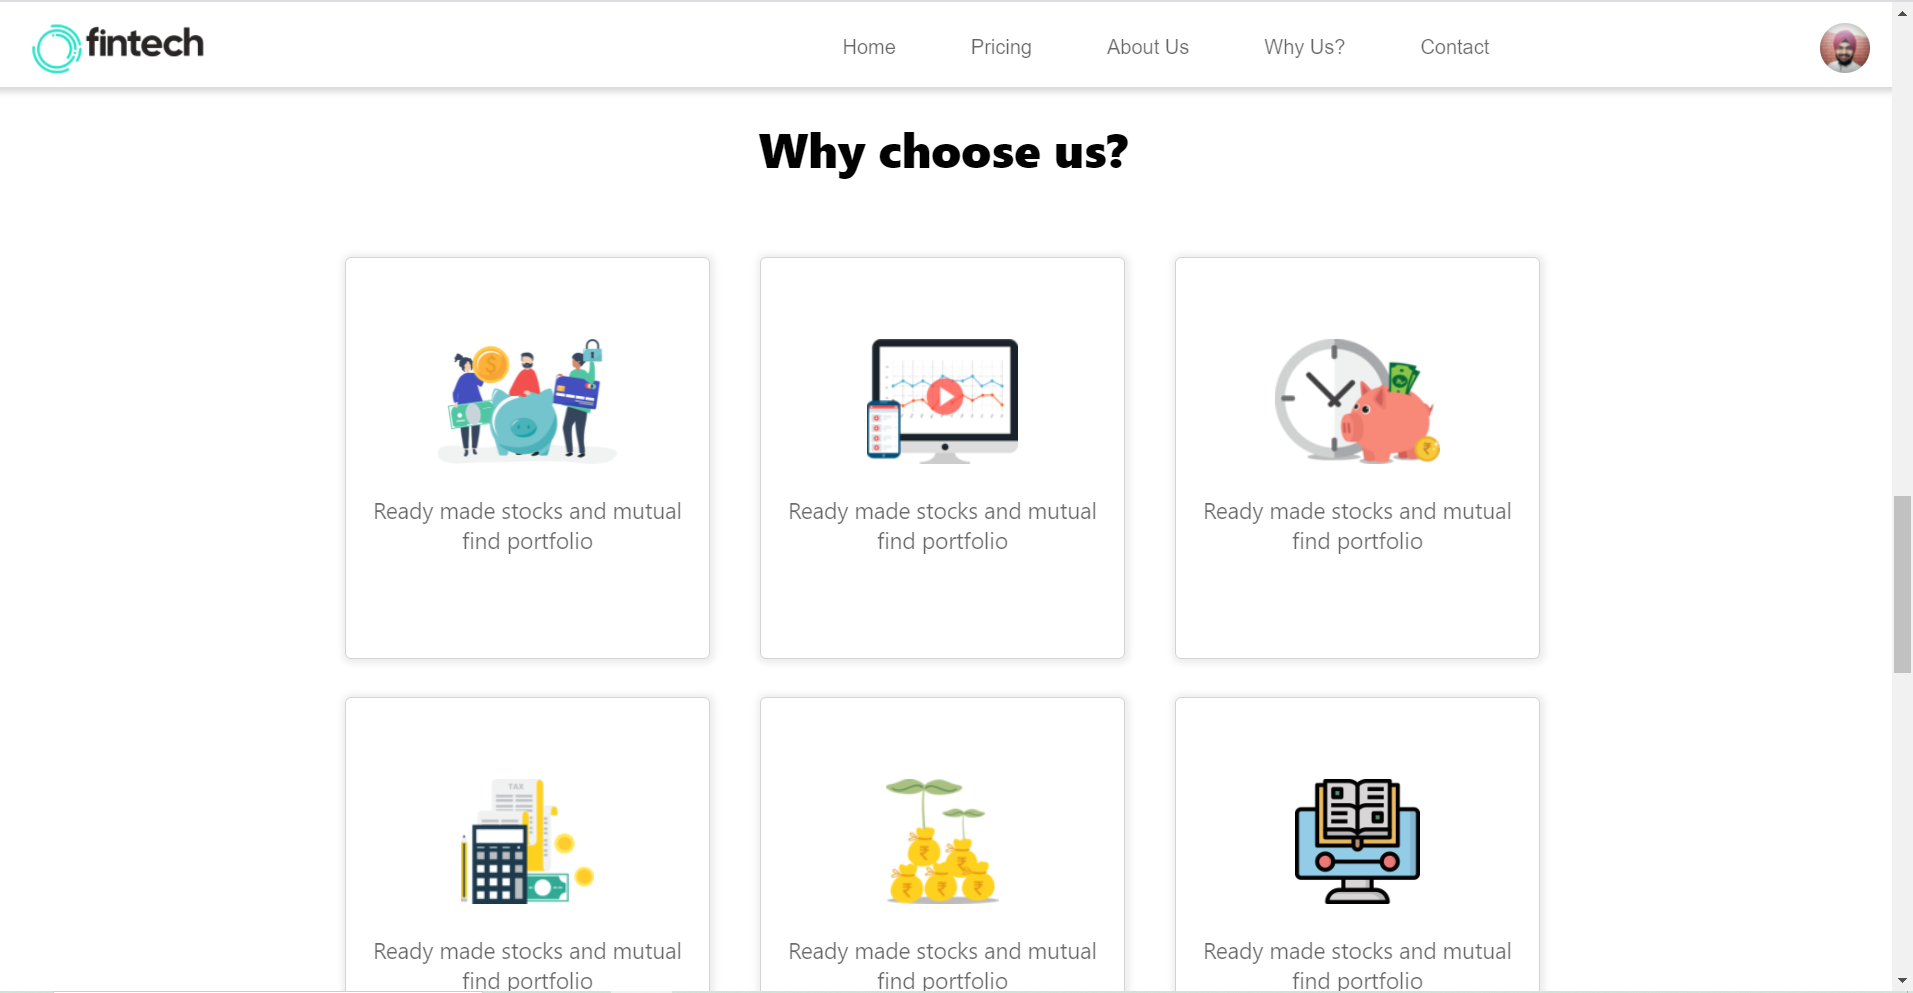 fintech
Home
Pricing
About Us
Why Us?
Contact
Why choose us?
Ready made stocks and mutual
find portfolio
Ready made stocks and mutual
find portfolio
Ready made stocks and mutual
find portfolio
TAX
Ready made stocks and mutual
find portfolio
Ready made stocks and mutual
find portfolio
Ready made stocks and mutual
find portfolio